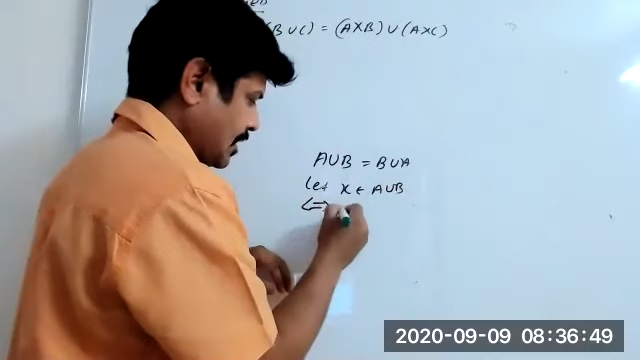 (B ∪ C) = (A×B) ∪ (A×C)
A∪B = B∪A
Let x ∈ A∪B
⇔
2020-09-09 08:36:49